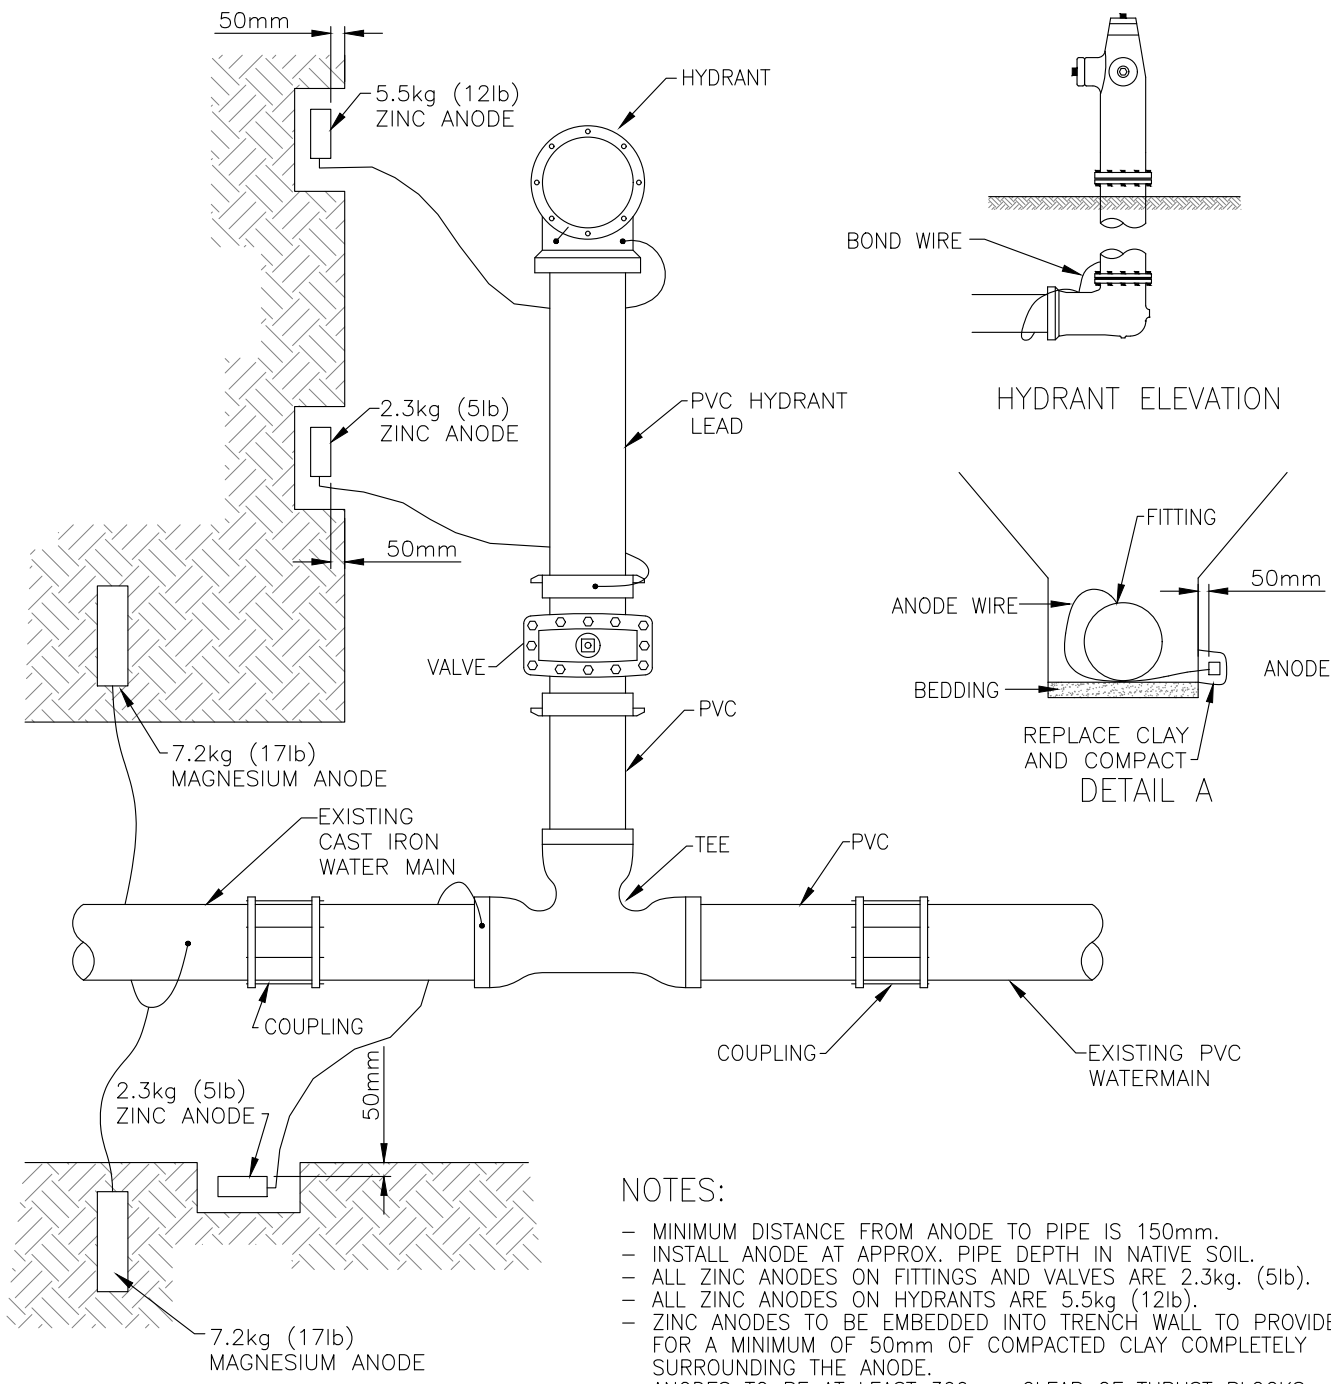 50mm
5.5kg (12lb)
ZINC ANODE
HYDRANT
BOND WIRE
HYDRANT ELEVATION
2.3kg (5lb)
ZINC ANODE
PVC HYDRANT
LEAD
50mm
FITTING
50mm
ANODE WIRE
ANODE
BEDDING
REPLACE CLAY
AND COMPACT
DETAIL A
VALVE
PVC
7.2kg (17lb)
MAGNESIUM ANODE
EXISTING
CAST IRON
WATER MAIN
TEE
PVC
COUPLING
COUPLING
EXISTING PVC
WATERMAIN
2.3kg (5lb)
ZINC ANODE
50mm
7.2kg (17lb)
MAGNESIUM ANODE
NOTES:
– MINIMUM DISTANCE FROM ANODE TO PIPE IS 150mm.
– INSTALL ANODE AT APPROX. PIPE DEPTH IN NATIVE SOIL.
– ALL ZINC ANODES ON FITTINGS AND VALVES ARE 2.3kg. (5lb).
– ALL ZINC ANODES ON HYDRANTS ARE 5.5kg (12lb).
– ZINC ANODES TO BE EMBEDDED INTO TRENCH WALL TO PROVIDE
FOR A MINIMUM OF 50mm OF COMPACTED CLAY COMPLETELY
SURROUNDING THE ANODE.